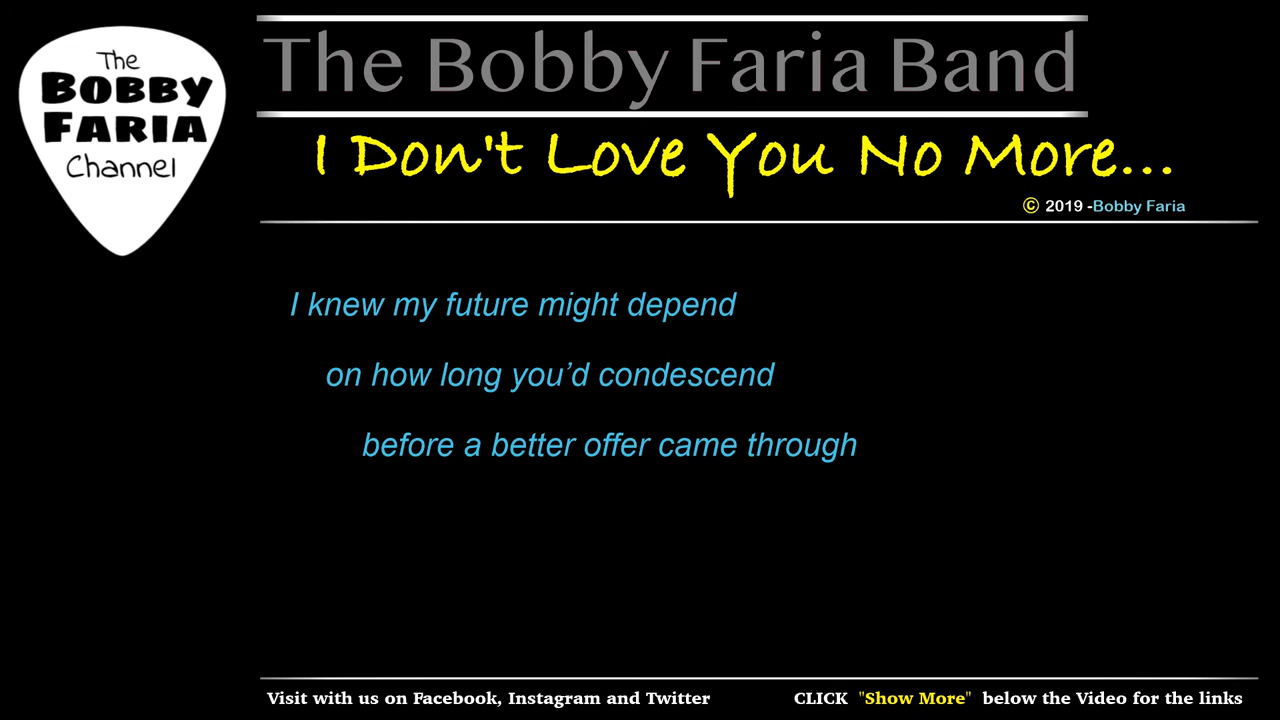 The
BOBBY
FARIA
Channel
The Bobby Faria Band
I Don't Love You No More...
© 2019 -Bobby Faria
I knew my future might depend
on how long you’d condescend
before a better offer came through
Visit with us on Facebook, Instagram and Twitter
CLICK "Show More" below the Video for the links